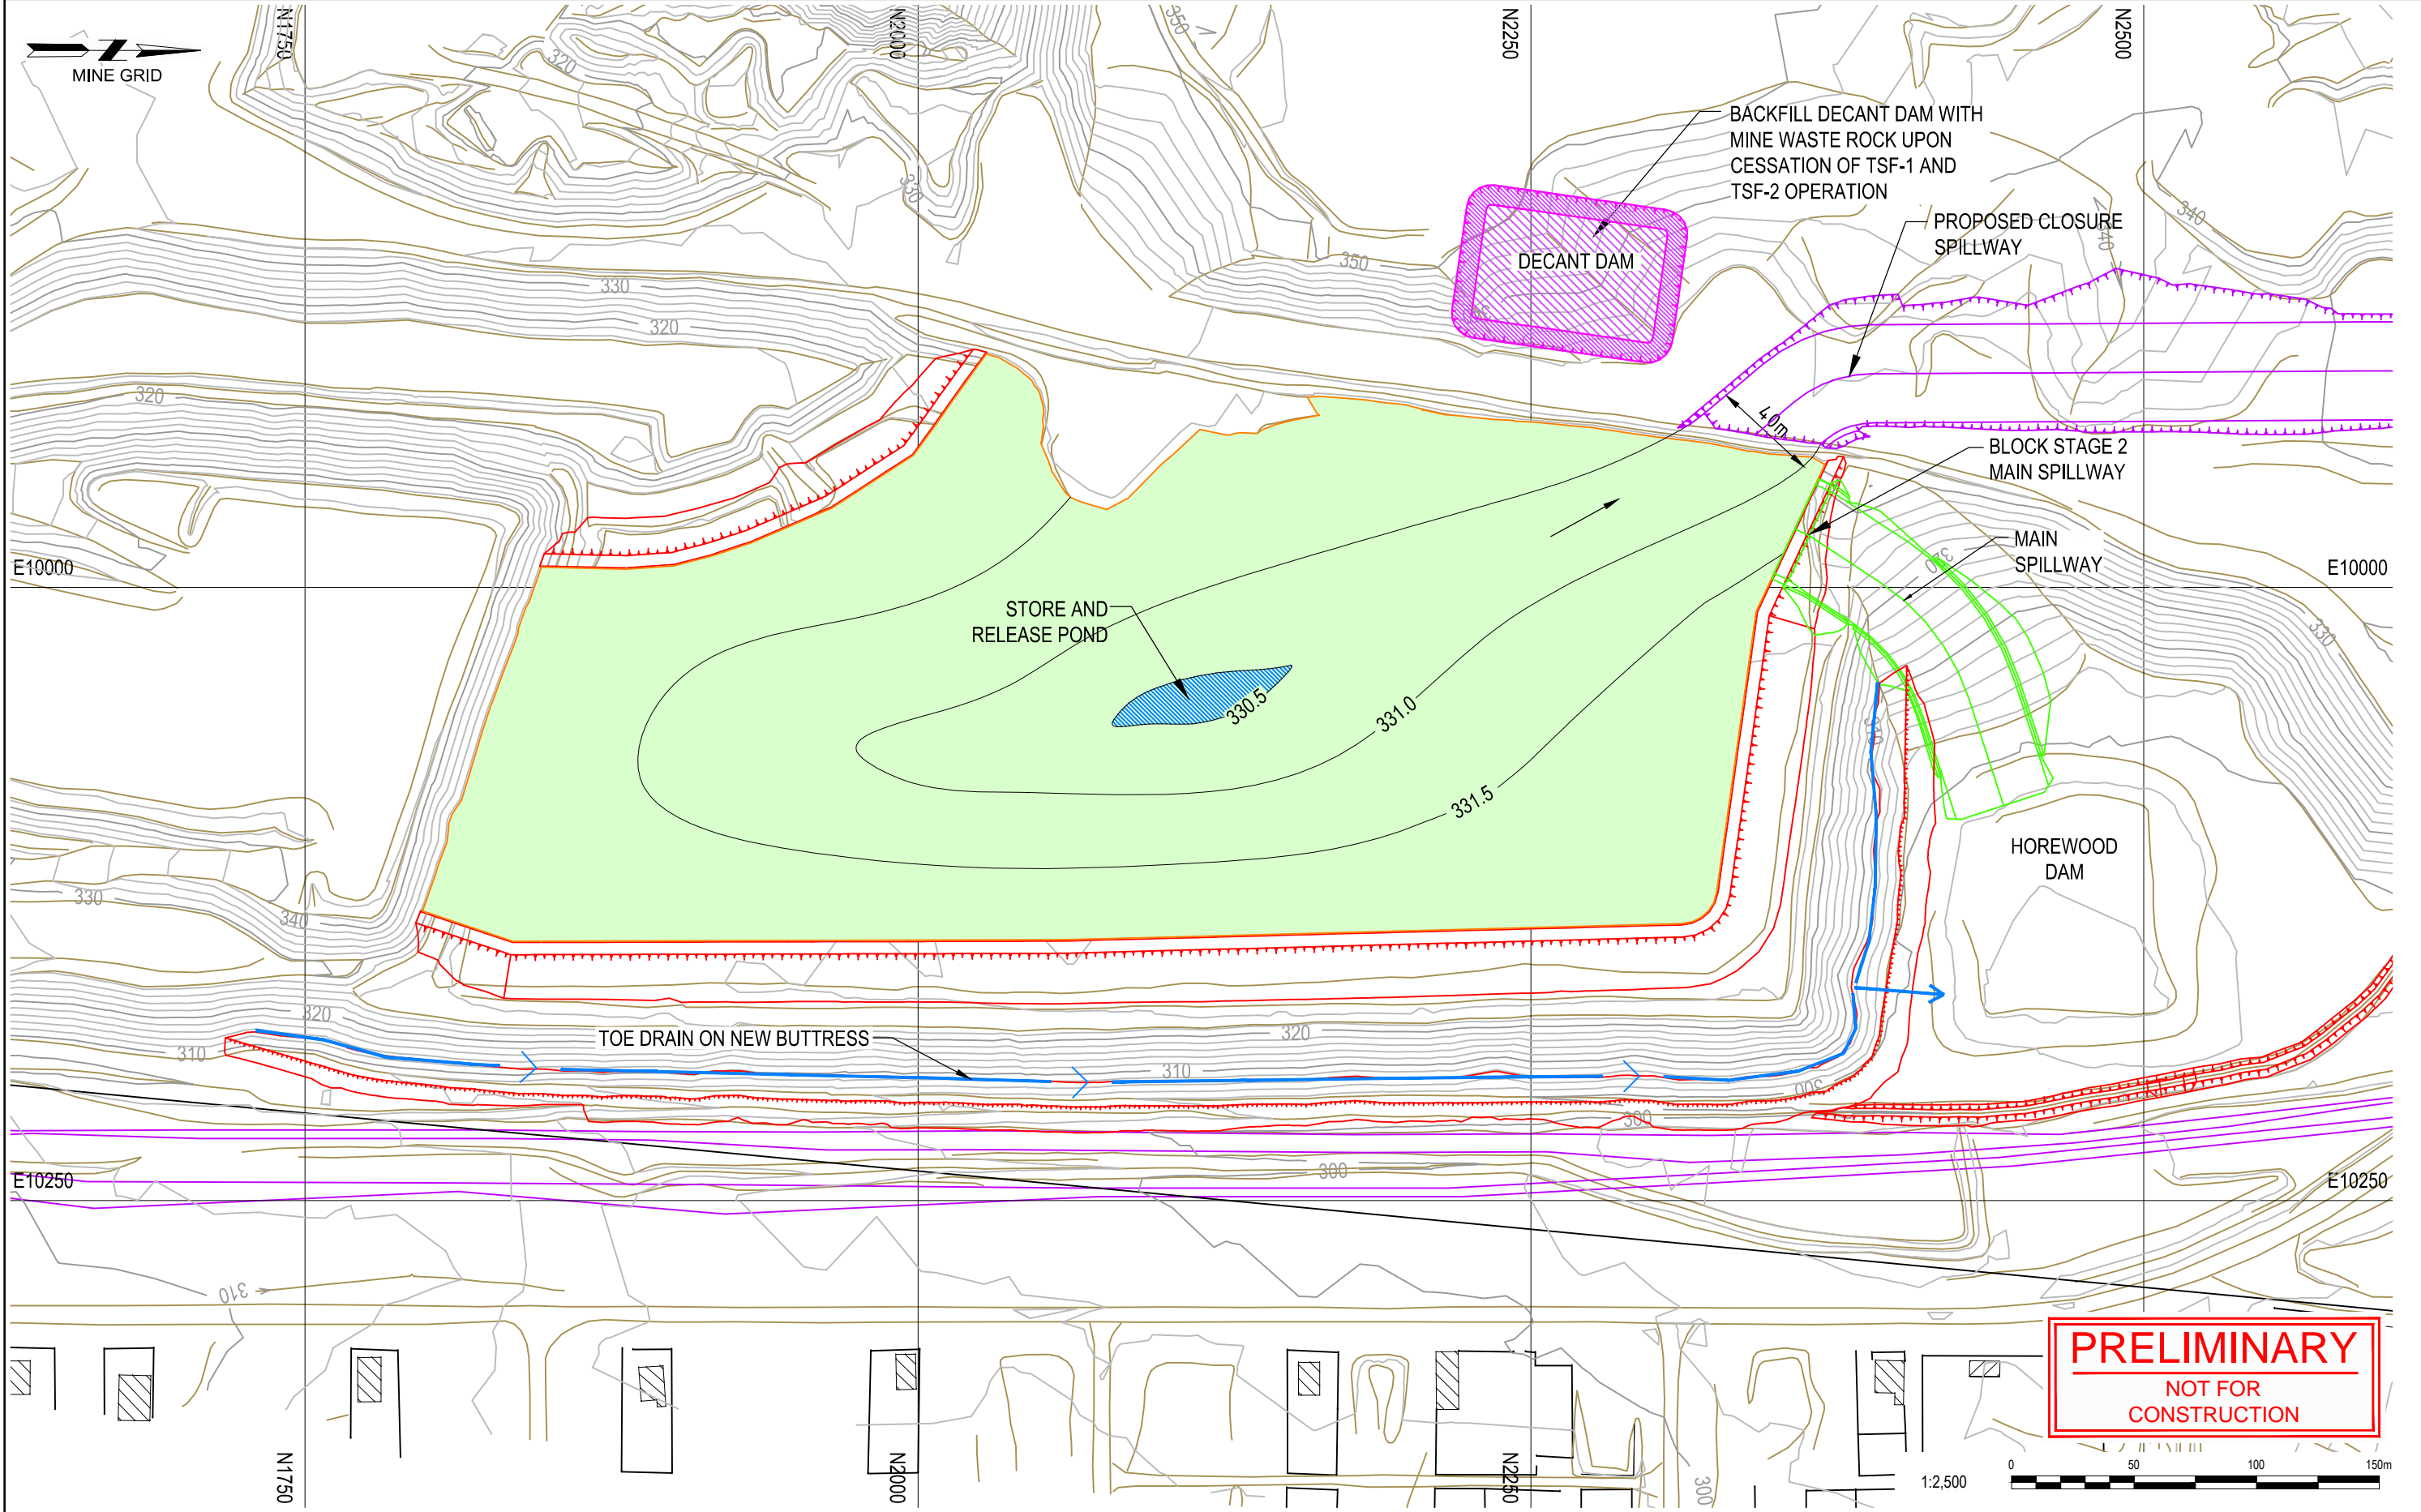 N1750
N2000
N2250
N2500
MINE GRID
350
320
330
BACKFILL DECANT DAM WITH
MINE WASTE ROCK UPON
CESSATION OF TSF-1 AND
TSF-2 OPERATION
PROPOSED CLOSURE
SPILLWAY
340
340
DECANT DAM
350
330
320
320
40m
BLOCK STAGE 2
MAIN SPILLWAY
MAIN
SPILLWAY
320
E10000
E10000
STORE AND
RELEASE POND
330
330.5
331.0
310
331.5
HOREWOOD
DAM
330
340
320
310
TOE DRAIN ON NEW BUTTRESS
320
310
300
300
300
E10250
E10250
310
PRELIMINARY
NOT FOR
CONSTRUCTION
N1750
N2000
N2250
300
1:2,500
0 50 100 150m